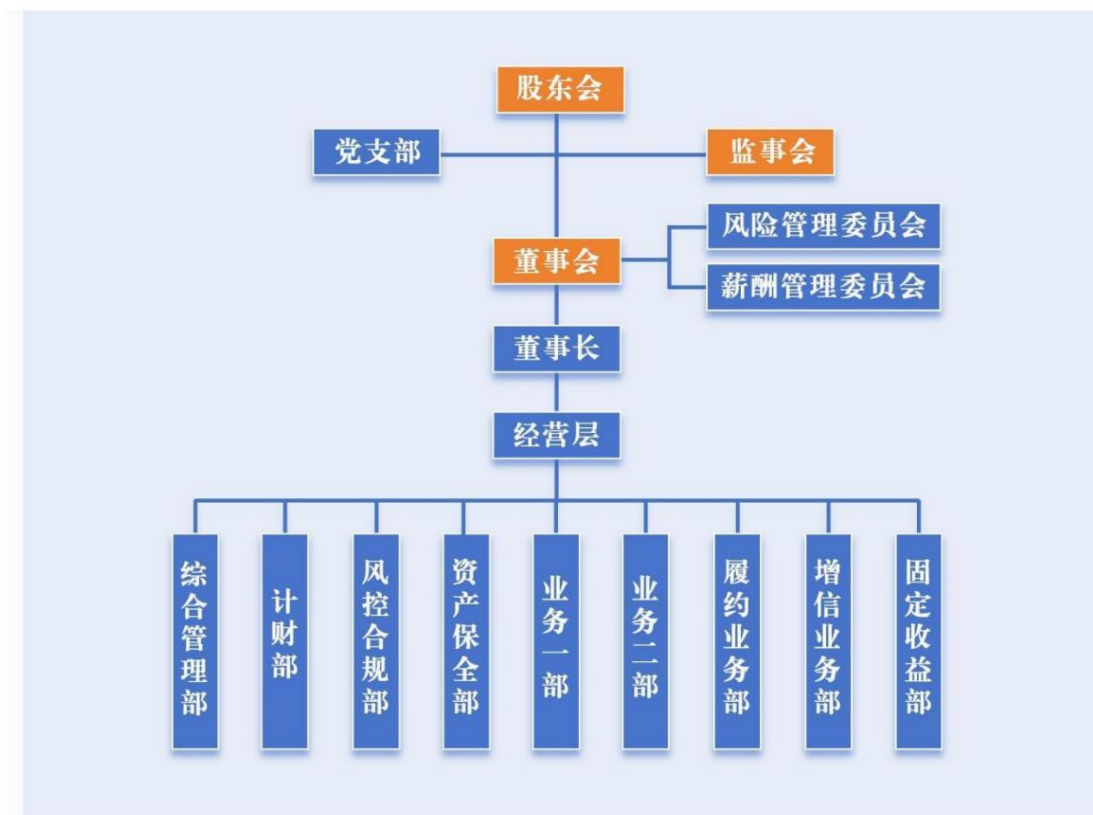 股东会
党支部
监事会
风险管理委员会
董事会
薪酬管理委员会
董事长
经营层
综合管理部
计财部
风控合规部
资产保全部
业务一部
业务二部
履约业务部
增信业务部
固定收益部